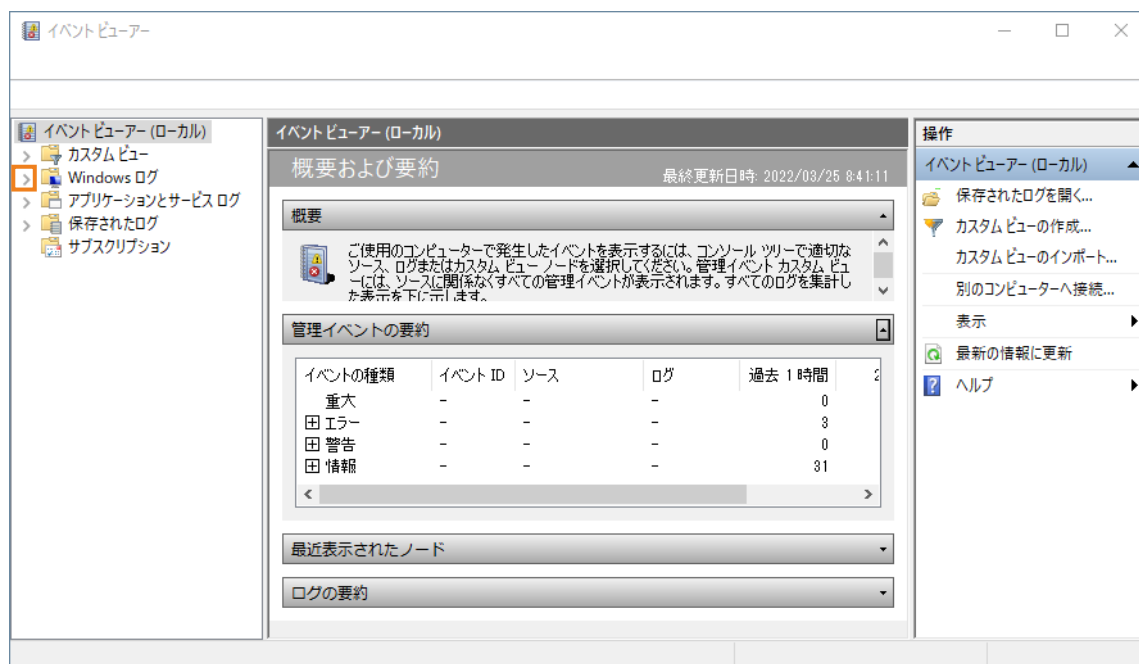 イベント ビューアー
イベント ビューアー (ローカル)
カスタム ビュー
Windows ログ
アプリケーションとサービス ログ
保存されたログ
サブスクリプション
イベント ビューアー (ローカル)
概要および要約
最終更新日時: 2022/03/25 8:41:11
概要
ご使用のコンピューターで発生したイベントを表示するには、コンソール ツリーで適切な
ソース、ログまたはカスタム ビュー ノードを選択してください。管理イベント カスタム ビュ
ーには、ソースに関係なくすべての管理イベントが表示されます。すべてのログを集計し
た表示を下に示します。
管理イベントの要約
イベントの種類 イベント ID ソース ログ 過去 1 時間 2
重大 - - - 0
エラー - - - 3
警告 - - - 0
情報 - - - 31
最近表示されたノード
ログの要約
操作
イベント ビューアー (ローカル)
保存されたログを開く...
カスタム ビューの作成...
カスタム ビューのインポート...
別のコンピューターへ接続...
表示
最新の情報に更新
ヘルプ